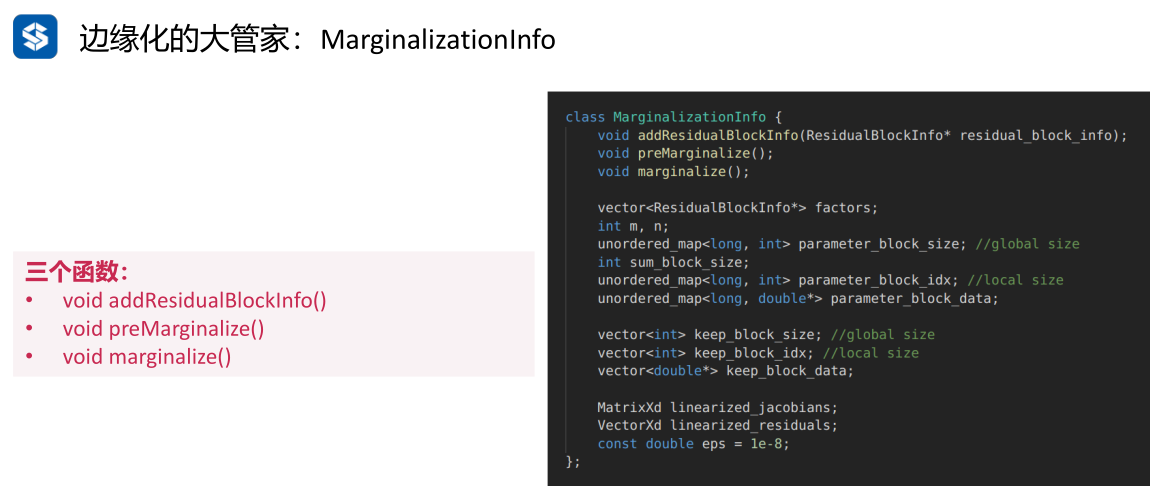 边缘化的大管家：MarginalizationInfo
三个函数：
• void addResidualBlockInfo()
• void preMarginalize()
• void marginalize()
class MarginalizationInfo {
    void addResidualBlockInfo(ResidualBlockInfo* residual_block_info);
    void preMarginalize();
    void marginalize();

    vector<ResidualBlockInfo*> factors;
    int m, n;
    unordered_map<long, int> parameter_block_size; //global size
    int sum_block_size;
    unordered_map<long, int> parameter_block_idx; //local size
    unordered_map<long, double*> parameter_block_data;

    vector<int> keep_block_size; //global size
    vector<int> keep_block_idx; //local size
    vector<double*> keep_block_data;

    MatrixXd linearized_jacobians;
    VectorXd linearized_residuals;
    const double eps = 1e-8;
};